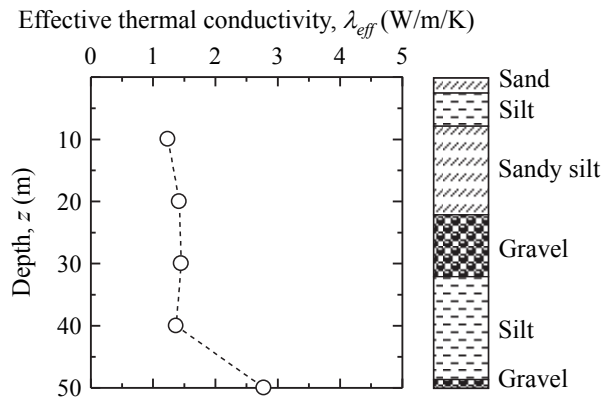 Effective thermal conductivity, λeff (W/m/K)
0 1 2 3 4 5
10
20
30
40
50
Depth, z (m)
Sand
Silt
Sandy silt
Gravel
Silt
Gravel